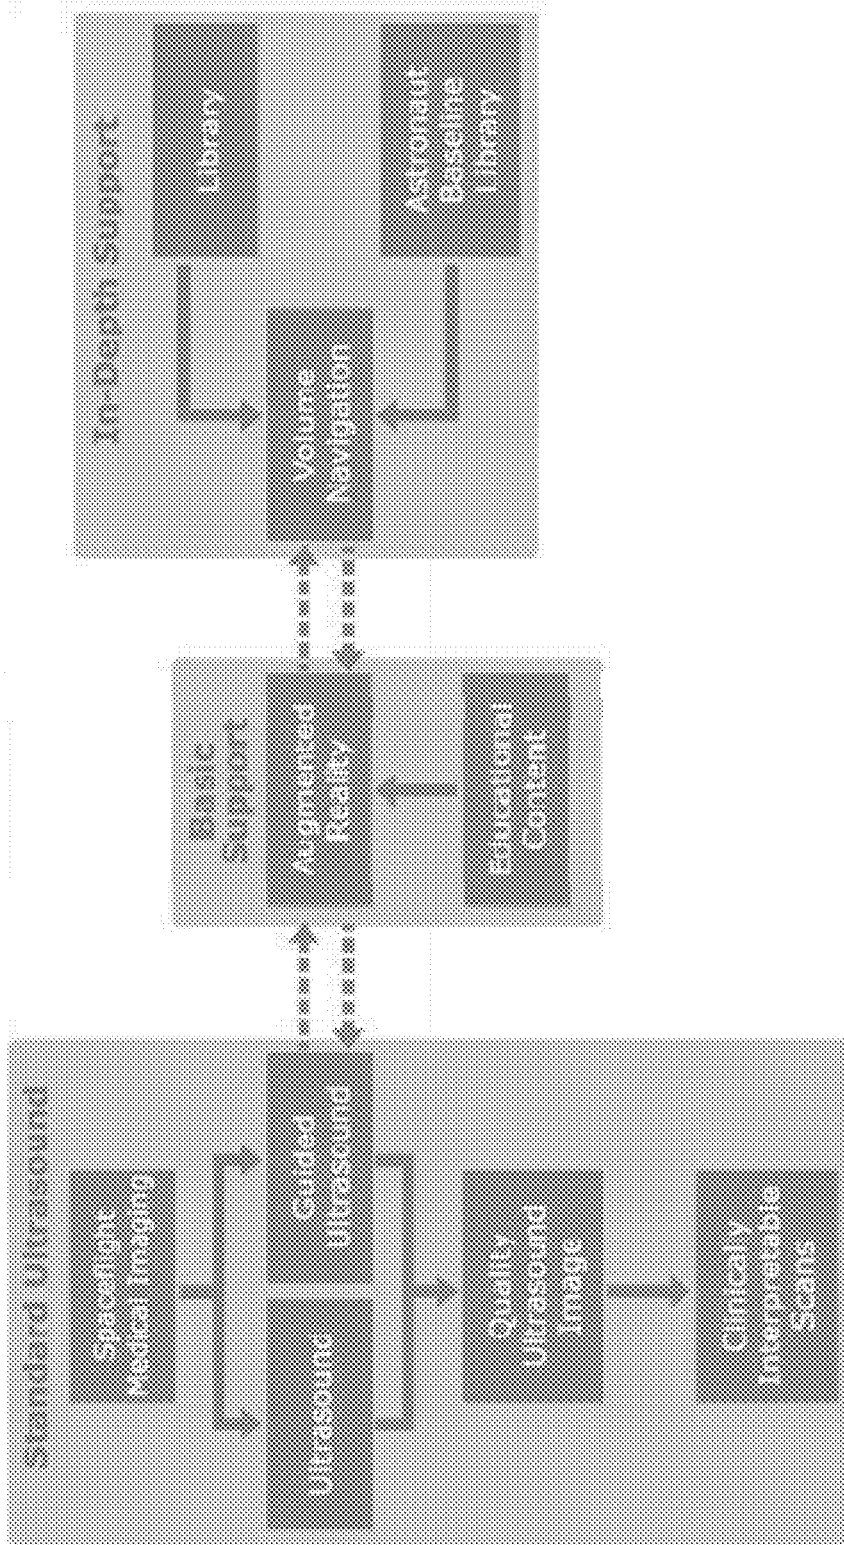 Standard Ultrasound
Spaceflight
Medical Imaging
Ultrasound
Guided
Ultrasound
Quality
Ultrasound
Image
Clinically
Interpretable
Scans
Basic
Support
Augmented
Reality
Educational
Content
In-Depth Support
Library
Volume
Navigation
Astronaut
Baseline
Library